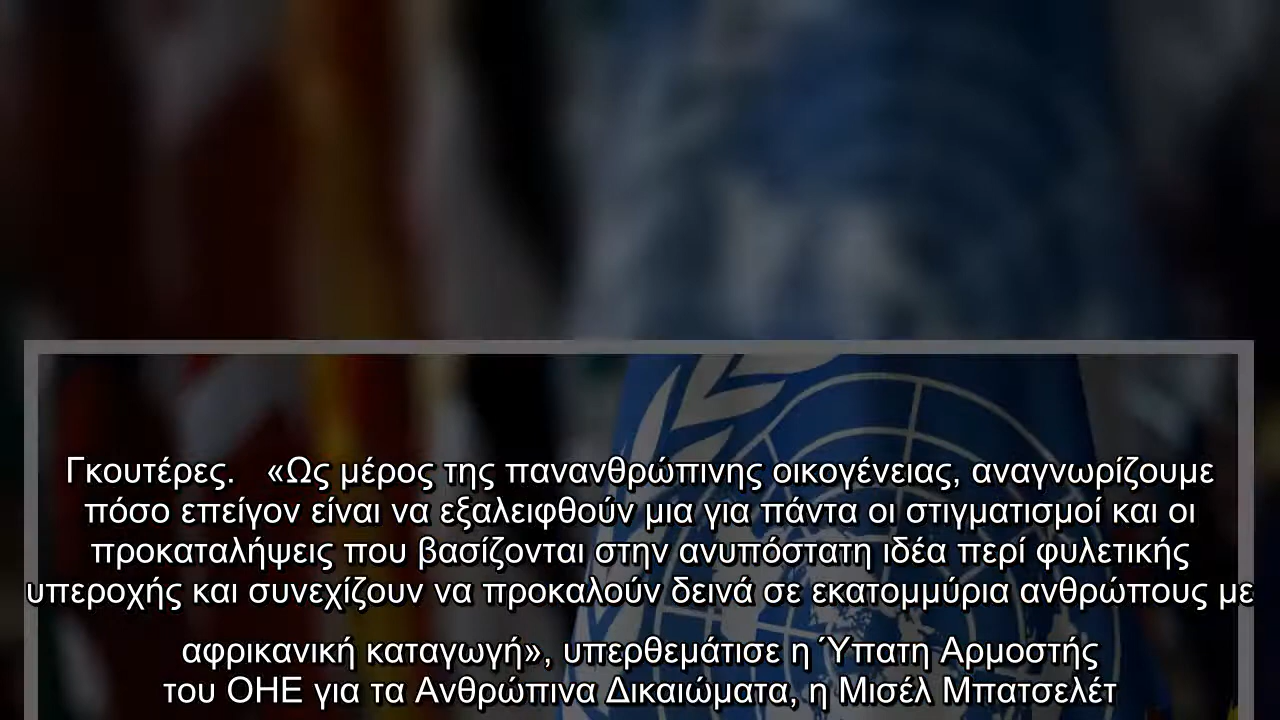 Γκουτέρες.   «Ως μέρος της πανανθρώπινης οικογένειας, αναγνωρίζουμε
πόσο επείγον είναι να εξαλειφθούν μια για πάντα οι στιγματισμοί και οι
προκαταλήψεις που βασίζονται στην ανυπόστατη ιδέα περί φυλετικής
υπεροχής και συνεχίζουν να προκαλούν δεινά σε εκατομμύρια ανθρώπους με
αφρικανική καταγωγή», υπερθεμάτισε η Ύπατη Αρμοστής
του ΟΗΕ για τα Ανθρώπινα Δικαιώματα, η Μισέλ Μπατσελέτ